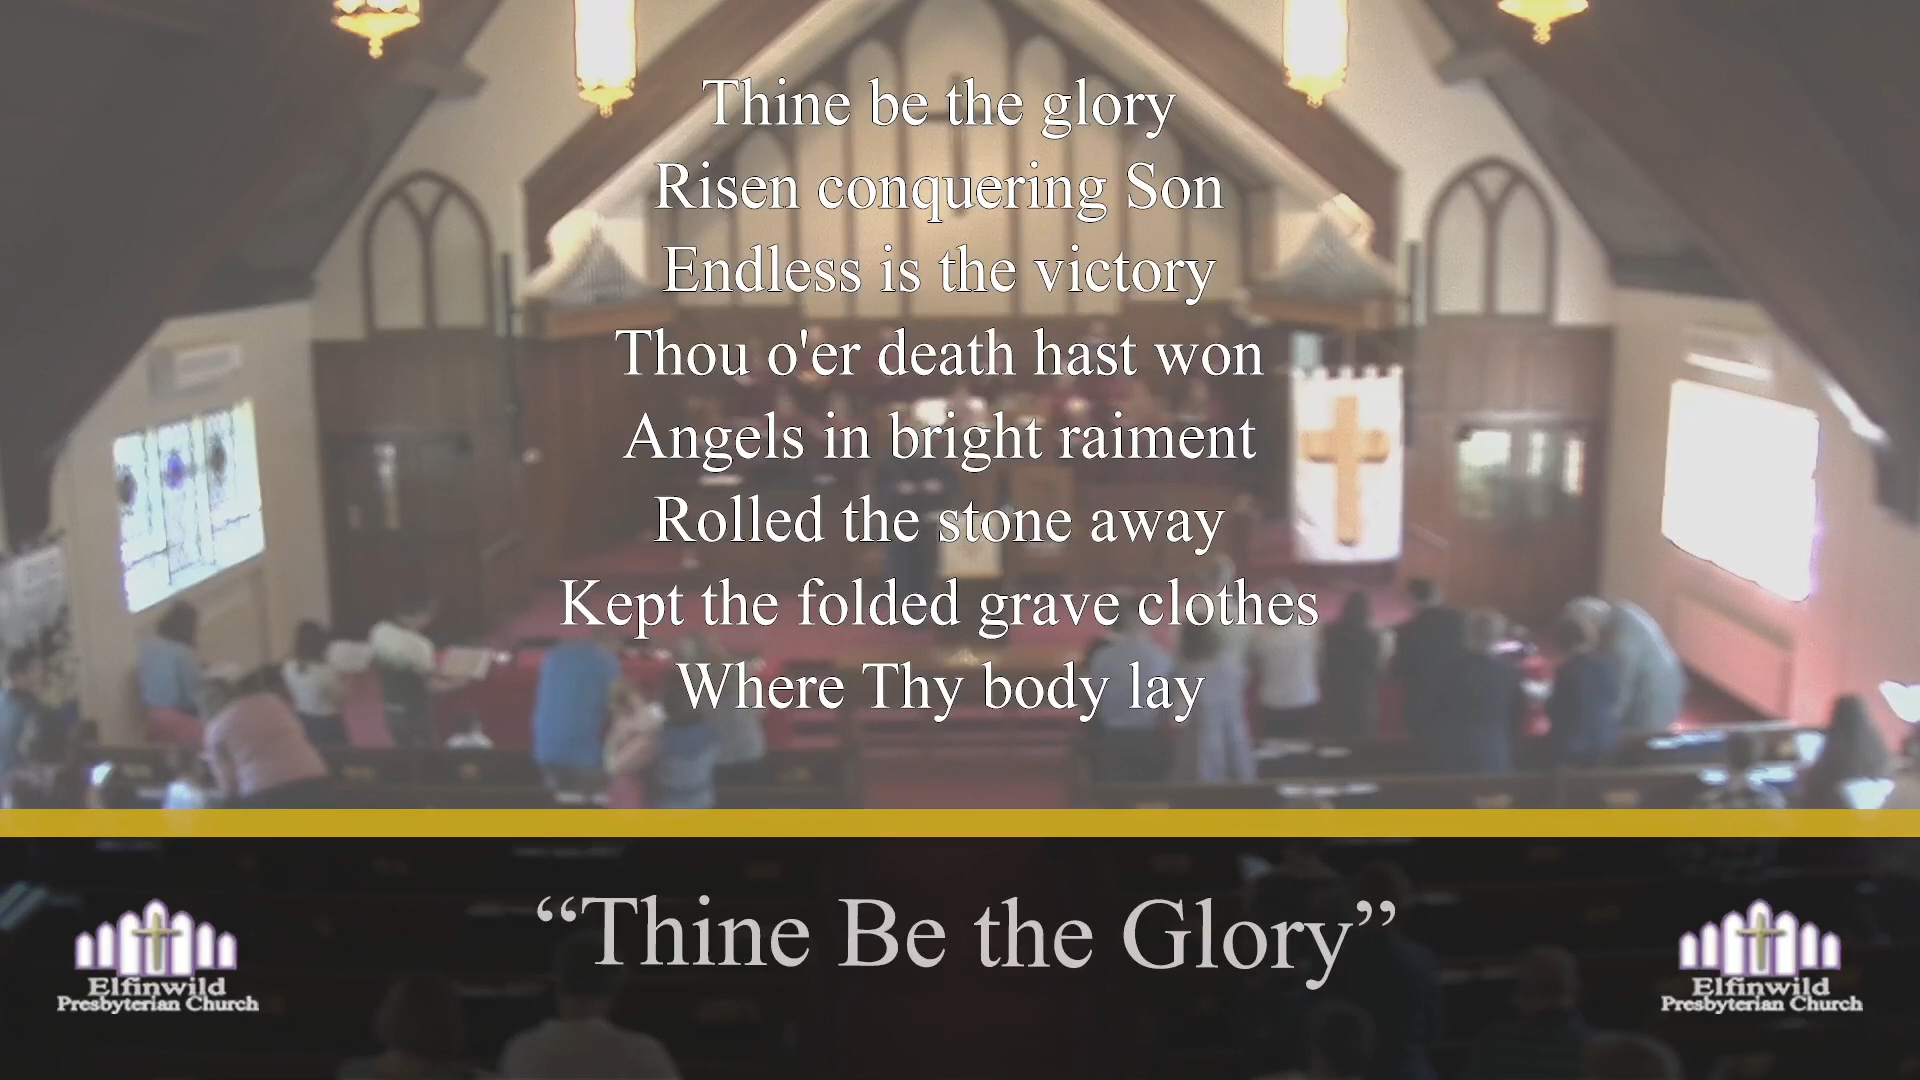 Thine be the glory
Risen conquering Son
Endless is the victory
Thou o'er death hast won
Angels in bright raiment
Rolled the stone away
Kept the folded grave clothes
Where Thy body lay
“Thine Be the Glory”
Elfinwild
Presbyterian Church
Elfinwild
Presbyterian Church